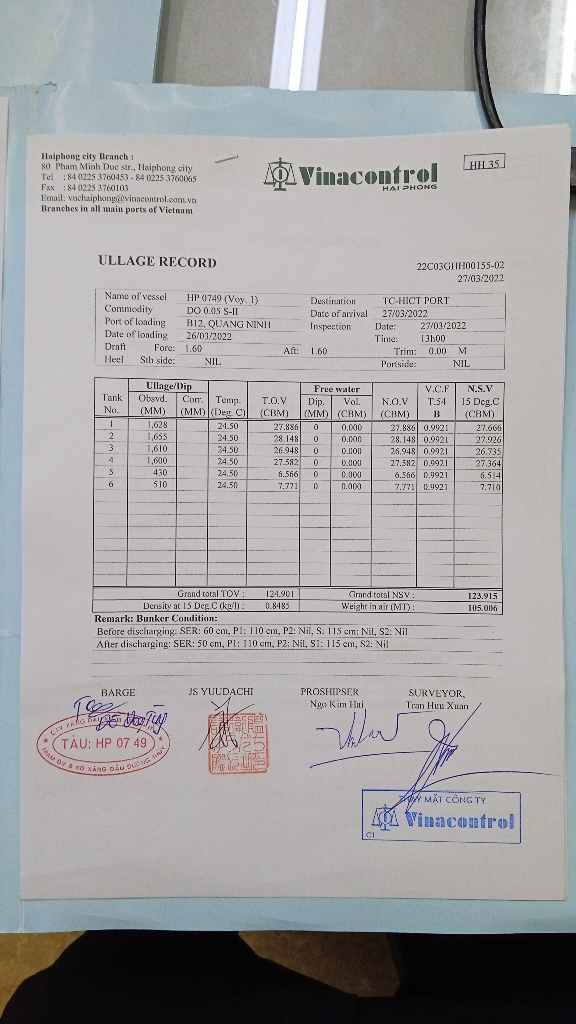 Haiphong city Branch :
80 Pham Minh Duc str., Haiphong city
Tel : 84 0225 3760453 - 84 0225 3760065
Fax : 84 0225 3760103
Email: vnchaiphong@vinacontrol.com.vn
Branches in all main ports of Vietnam
Vinacontrol
HAI PHONG
HH.35
ULLAGE RECORD
22C03GHH00155-02
27/03/2022
Name of vessel HP 0749 (Voy. 1) Destination TC-HICT PORT
Commodity DO 0.05 S-II Date of arrival 27/03/2022
Port of loading B12, QUANG NINH Inspection Date: 27/03/2022
Date of loading 26/03/2022 Time: 13h00
Draft Fore: 1.60 Aft: 1.60 Trim: 0.00 M
Heel Stb side: NIL Portside: NIL
Ullage/Dip Free water V.C.F N.S.V
Tank Obsvd. Corr. Temp. T.O.V Dip. Vol. N.O.V T.54 15 Deg.C
No. (MM) (MM) (Deg. C) (CBM) (MM) (CBM) (CBM) B (CBM)
1 1,628 24.50 27.886 0 0.000 27.886 0.9921 27.666
2 1,655 24.50 28.148 0 0.000 28.148 0.9921 27.926
3 1,610 24.50 26.948 0 0.000 26.948 0.9921 26.735
4 1,600 24.50 27.582 0 0.000 27.582 0.9921 27.364
5 430 24.50 6.566 0 0.000 6.566 0.9921 6.514
6 510 24.50 7.771 0 0.000 7.771 0.9921 7.710
Grand total TOV : 124.901 Grand total NSV : 123.915
Density at 15 Deg.C (kg/l) : 0.8485 Weight in air (MT) : 105.006
Remark: Bunker Condition:
Before discharging: SER: 60 cm, P1: 110 cm, P2: Nil, S: 115 cm: Nil, S2: Nil
After discharging: SER: 50 cm, P1: 110 cm, P2: Nil, S1: 115 cm, S2: Nil
BARGE JS YUUDACHI PROSHIPSER SURVEYOR,
Ngo Kim Hai Tran Huu Xuan
TÀU: HP 07 49
TRẠM DV & KD XĂNG DẦU ĐƯỜNG THỦY
THAY MẶT CÔNG TY
Vinacontrol
C1